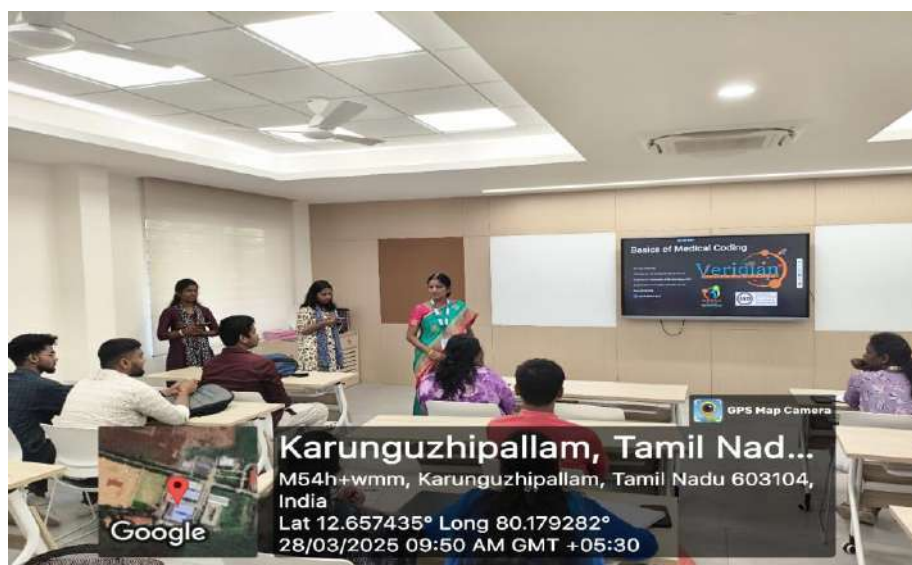 Basics of Medical Coding
Veridian
GPS Map Camera
Karunguzhipallam, Tamil Nad...
M54h+wmm, Karunguzhipallam, Tamil Nadu 603104,
India
Lat 12.657435° Long 80.179282°
28/03/2025 09:50 AM GMT +05:30
Google